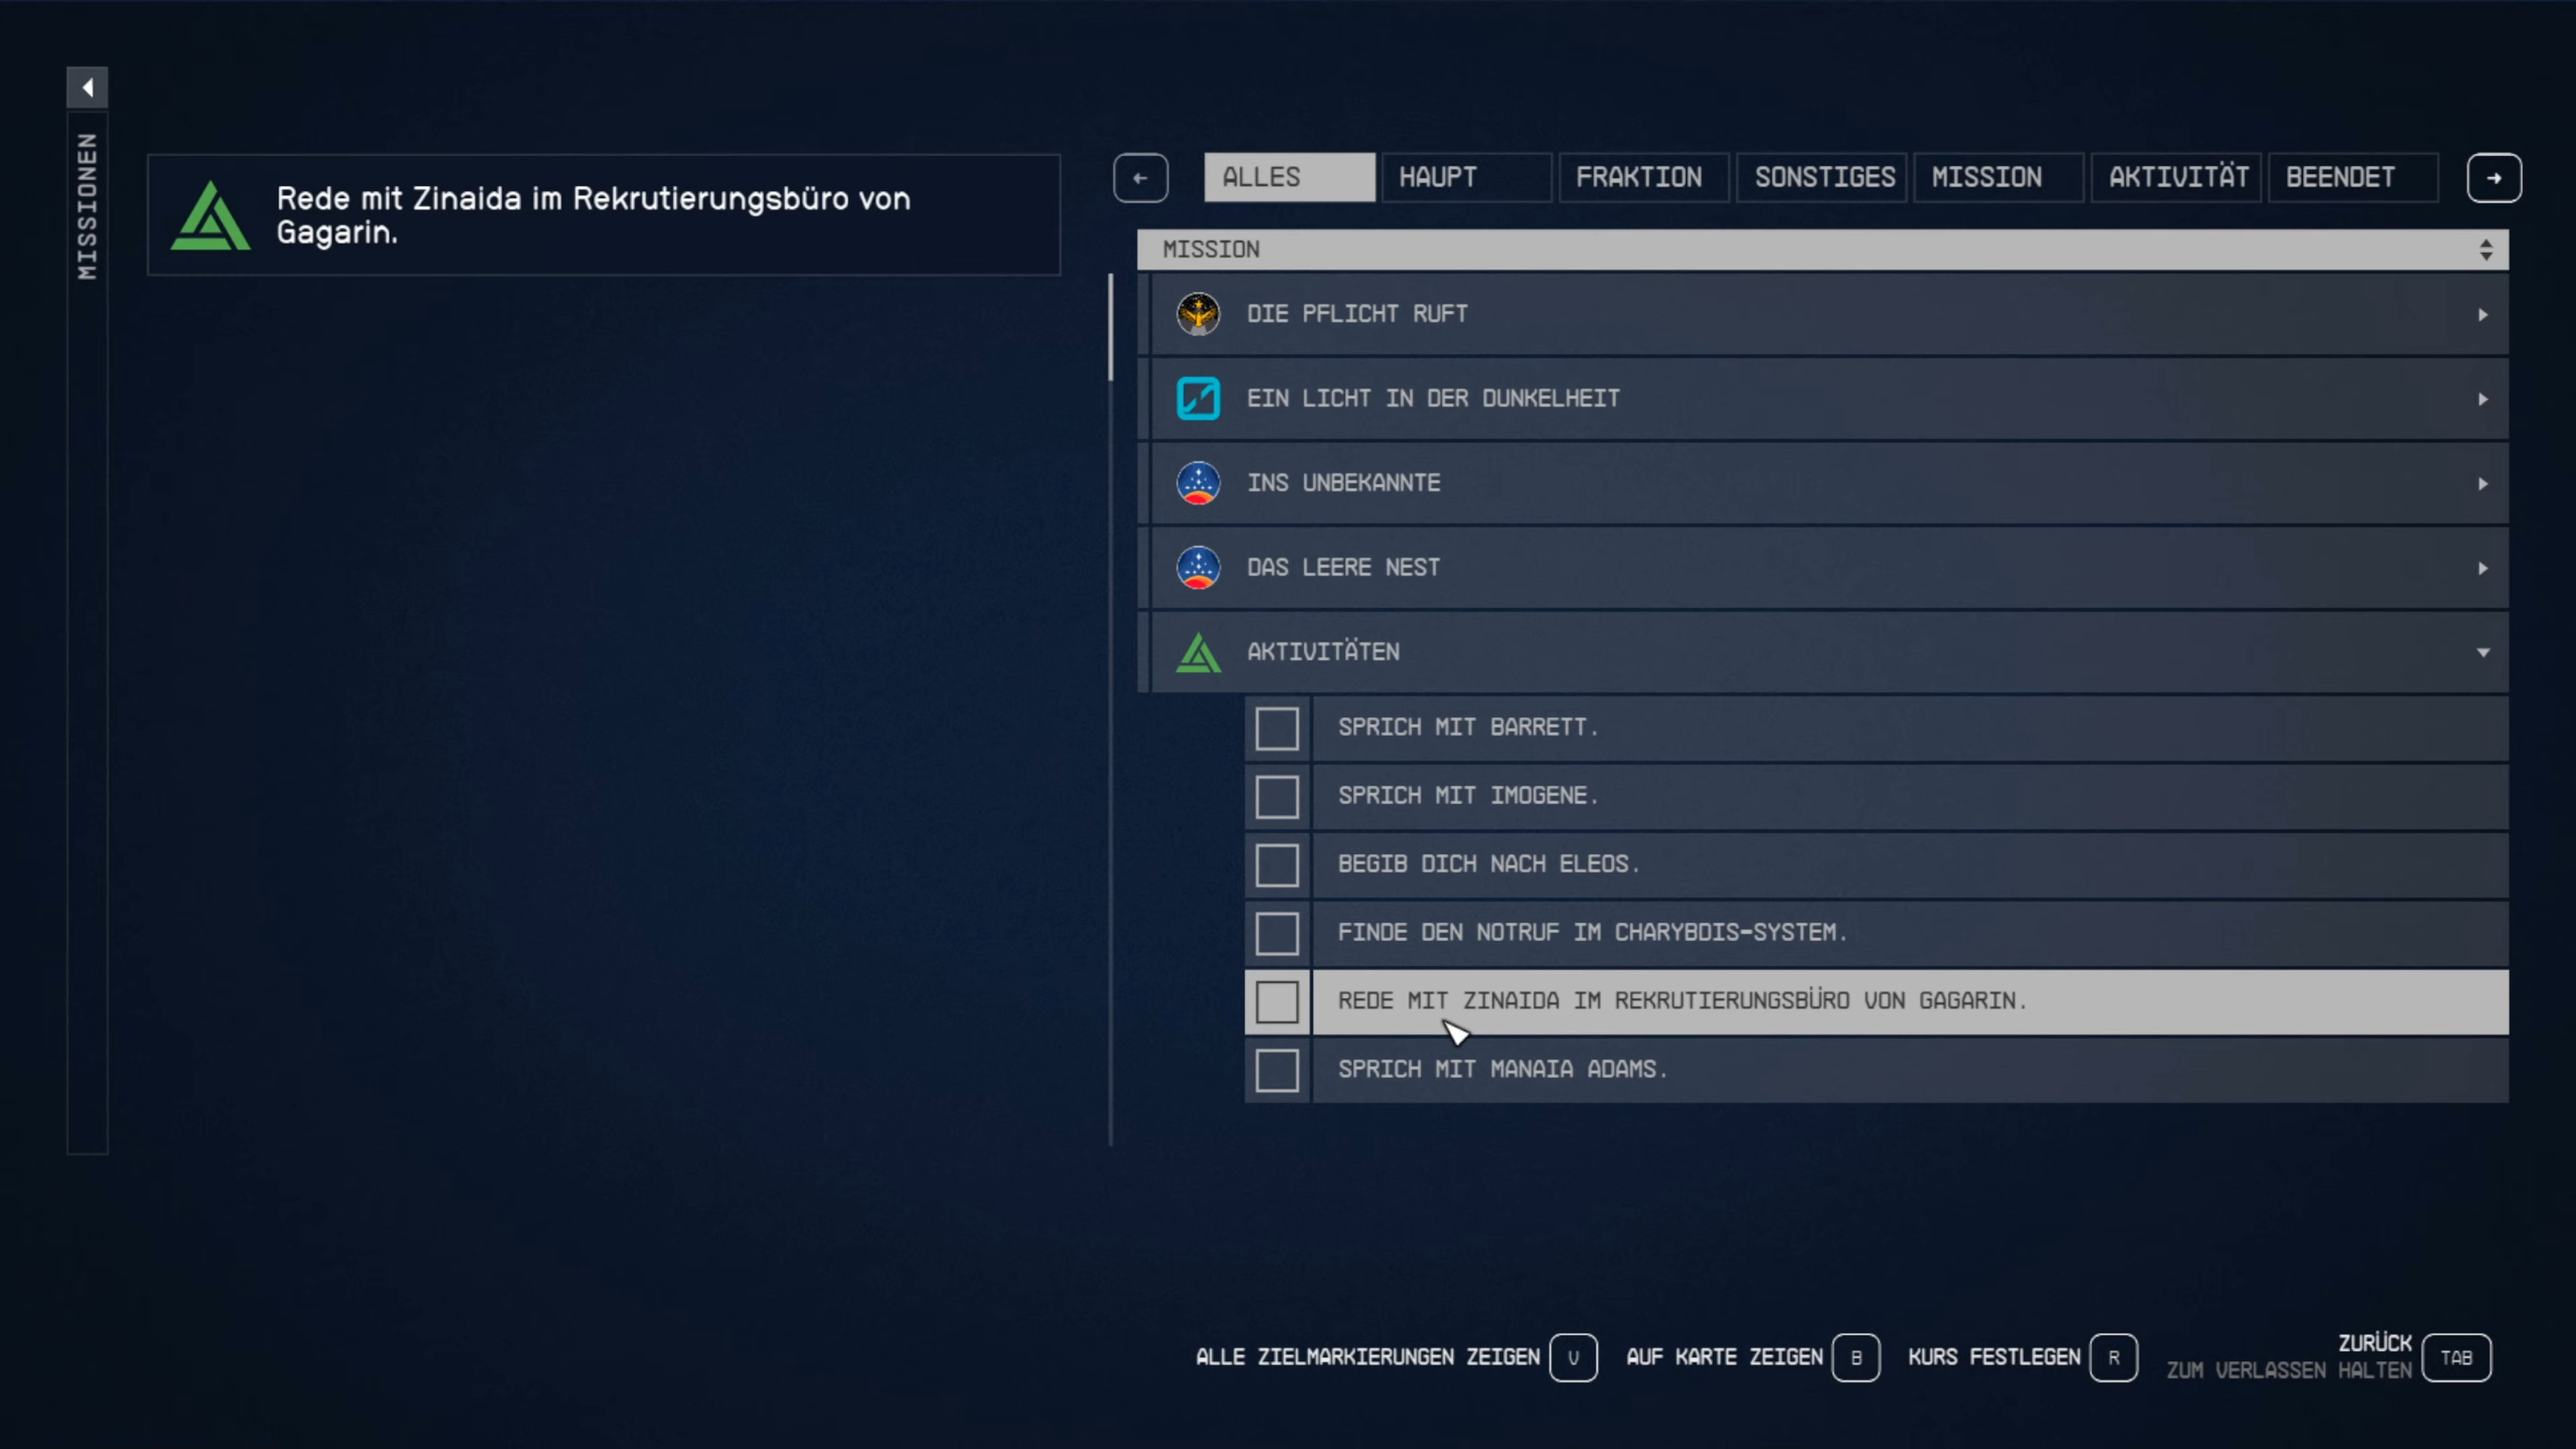 MISSIONEN
Rede mit Zinaida im Rekrutierungsbüro von
Gagarin.
ALLES
HAUPT
FRAKTION
SONSTIGES
MISSION
AKTIVITÄT
BEENDET
MISSION
DIE PFLICHT RUFT
EIN LICHT IN DER DUNKELHEIT
INS UNBEKANNTE
DAS LEERE NEST
AKTIVITÄTEN
SPRICH MIT BARRETT.
SPRICH MIT IMOGENE.
BEGIB DICH NACH ELEOS.
FINDE DEN NOTRUF IM CHARYBDIS-SYSTEM.
REDE MIT ZINAIDA IM REKRUTIERUNGSBÜRO VON GAGARIN.
SPRICH MIT MANAIA ADAMS.
ALLE ZIELMARKIERUNGEN ZEIGEN V
AUF KARTE ZEIGEN B
KURS FESTLEGEN R
ZURÜCK
ZUM VERLASSEN HALTEN
TAB